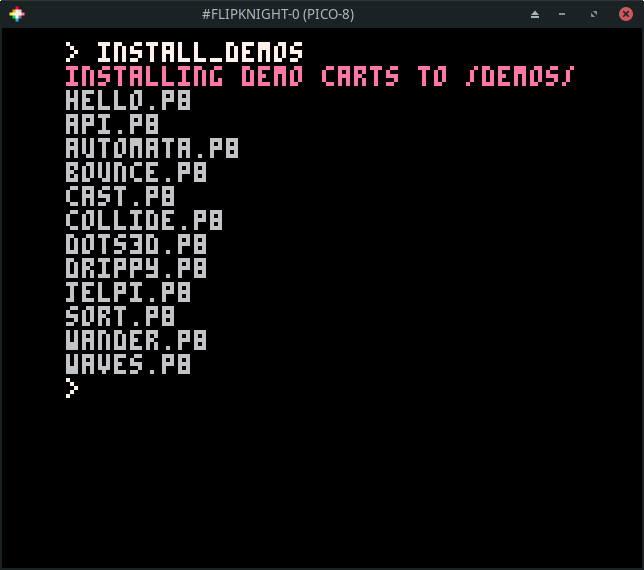 #FLIPKNIGHT-0 (PICO-8)
> INSTALL_DEMOS
INSTALLING DEMO CARTS TO /DEMOS/
HELLO.P8
API.P8
AUTOMATA.P8
BOUNCE.P8
CAST.P8
COLLIDE.P8
DOTS3D.P8
DRIPPY.P8
JELPI.P8
SORT.P8
WANDER.P8
WAVES.P8
>